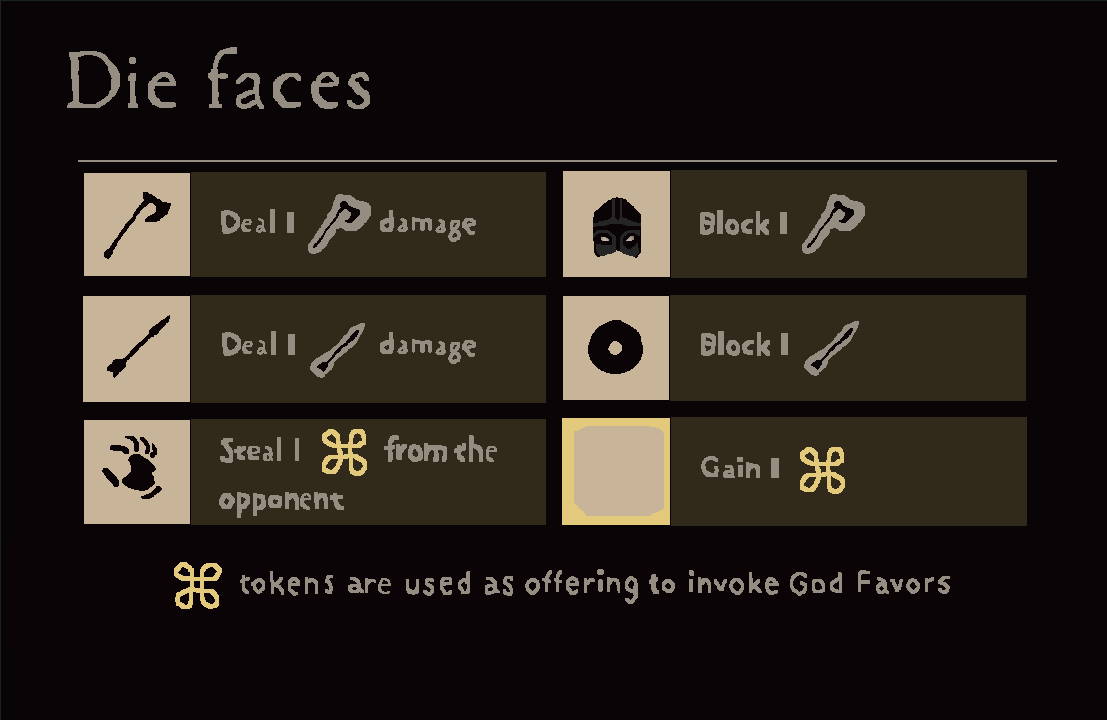 Die faces
Deal 1 damage
Block 1
Deal 1 damage
Block 1
Steal 1 ⌘ from the
opponent
Gain 1 ⌘
⌘ tokens are used as offering to invoke God Favors